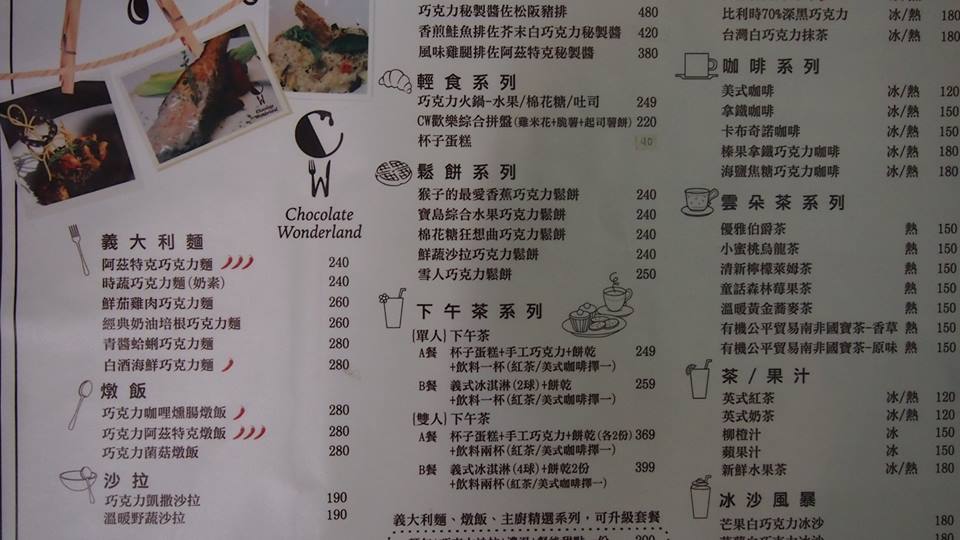 Chocolate
Wonderland
義大利麵
阿茲特克巧克力麵 240
時蔬巧克力麵(奶素) 240
鮮茄雞肉巧克力麵 260
經典奶油培根巧克力麵 260
青醬蛤蜊巧克力麵 280
白酒海鮮巧克力麵 280
燉飯
巧克力咖哩燻腸燉飯 280
巧克力阿茲特克燉飯 280
巧克力菌菇燉飯 280
沙拉
巧克力凱撒沙拉 190
溫暖野蔬沙拉 190
巧克力秘製醬佐松阪豬排 480
香煎鮭魚排佐芥末白巧克力秘製醬 420
風味雞腿排佐阿茲特克秘製醬 380
輕食系列
巧克力火鍋-水果/棉花糖/吐司 249
CW歡樂綜合拼盤(雞米花+脆薯+起司薯餅) 220
杯子蛋糕 40
鬆餅系列
猴子的最愛香蕉巧克力鬆餅 240
寶島綜合水果巧克力鬆餅 240
棉花糖狂想曲巧克力鬆餅 240
鮮蔬沙拉巧克力鬆餅 240
雪人巧克力鬆餅 250
下午茶系列
[單人]下午茶
A餐 杯子蛋糕+手工巧克力+餅乾 249
+飲料一杯(紅茶/美式咖啡擇一)
B餐 義式冰淇淋(2球)+餅乾 259
+飲料一杯(紅茶/美式咖啡擇一)
[雙人]下午茶
A餐 杯子蛋糕+手工巧克力+餅乾(各2份) 369
+飲料兩杯(紅茶/美式咖啡擇一)
B餐 義式冰淇淋(4球)+餅乾2份 399
+飲料兩杯(紅茶/美式咖啡擇一)
義大利麵、燉飯、主廚精選系列，可升級套餐
比利時70%深黑巧克力 冰/熱 180
台灣白巧克力抹茶 冰/熱 180
咖啡系列
美式咖啡 冰/熱 120
拿鐵咖啡 冰/熱 150
卡布奇諾咖啡 冰/熱 150
榛果拿鐵巧克力咖啡 冰/熱 180
海鹽焦糖巧克力咖啡 冰/熱 180
雲朵茶系列
優雅伯爵茶 熱 150
小蜜桃烏龍茶 熱 150
清新檸檬萊姆茶 熱 150
童話森林莓果茶 熱 150
溫暖黃金蕎麥茶 熱 150
有機公平貿易南非國寶茶-香草 熱 150
有機公平貿易南非國寶茶-原味 熱 150
茶/果汁
英式紅茶 冰/熱 120
英式奶茶 冰/熱 120
柳橙汁 冰 150
蘋果汁 冰 150
新鮮水果茶 冰/熱 180
冰沙風暴
芒果白巧克力冰沙 180